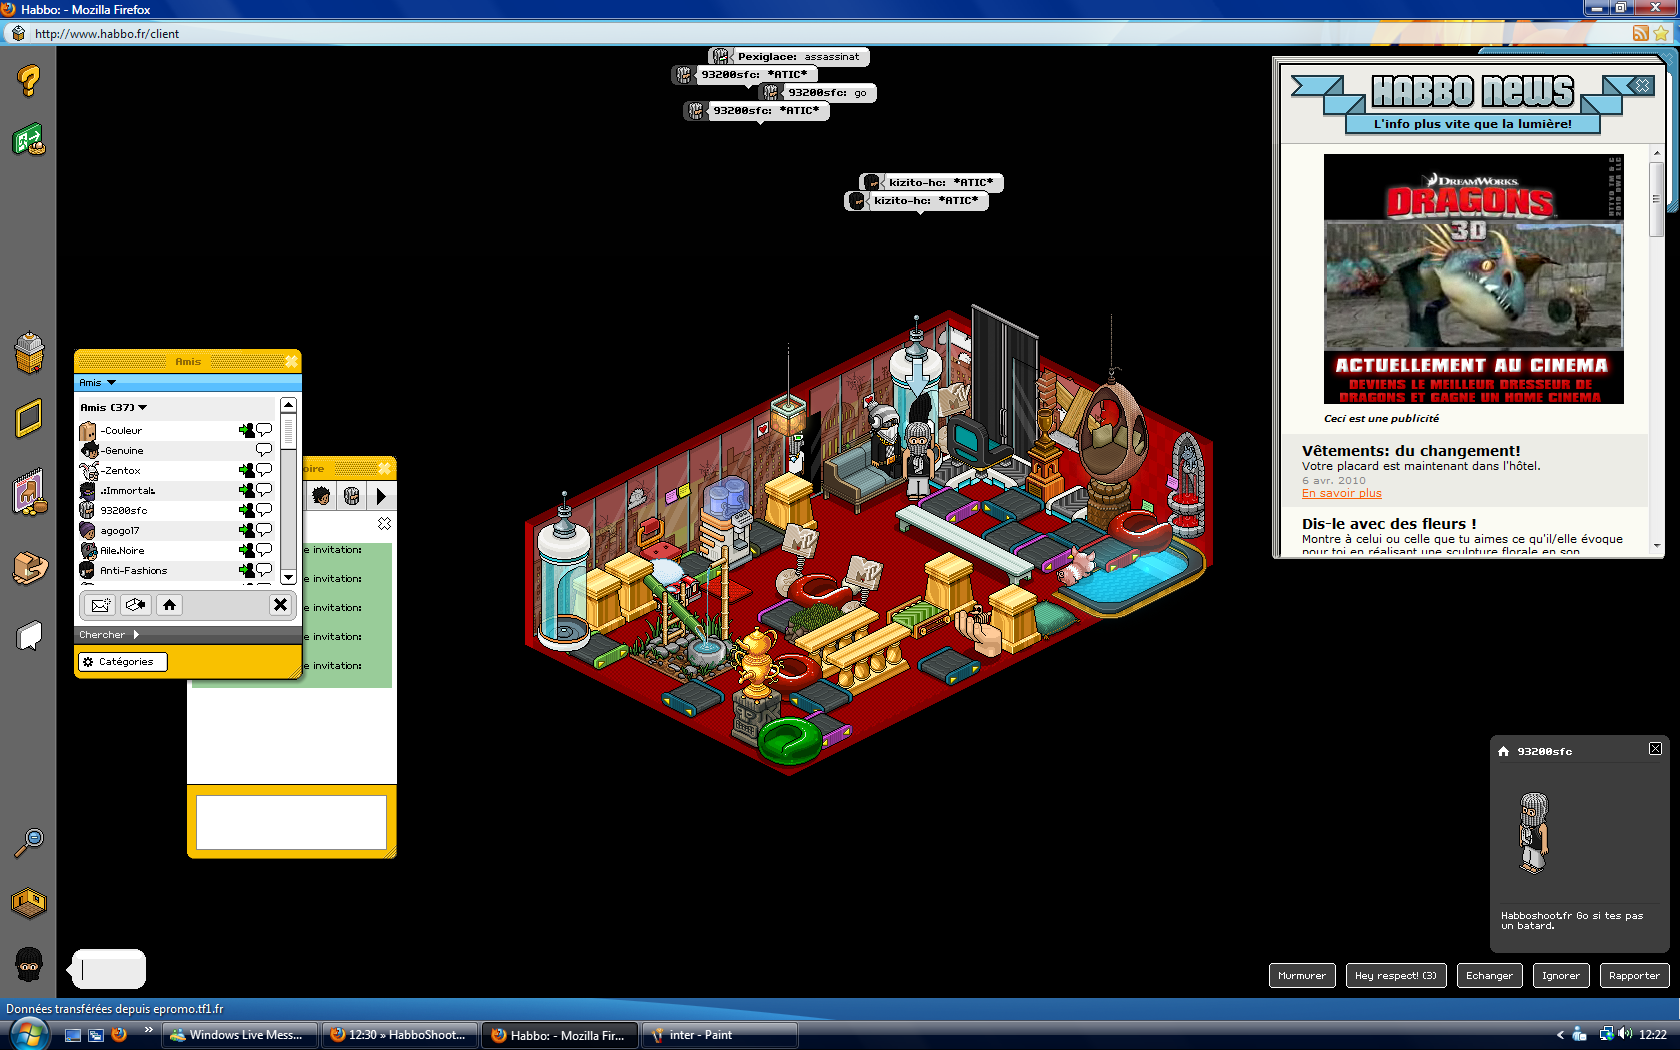 Habbo: - Mozilla Firefox
http://www.habbo.fr/client
Pexiglace: assassinat
93200sfc: *ATIC*
93200sfc: go
93200sfc: *ATIC*
kizito-hc: *ATIC*
kizito-hc: *ATIC*
HABBO NEWS
L'info plus vite que la lumière!
DREAMWORKS
DRAGONS
3D
ACTUELLEMENT AU CINEMA
DEVIENS LE MEILLEUR DRESSEUR DE
DRAGONS ET GAGNE UN HOME CINEMA
Ceci est une publicité
Vêtements: du changement!
Votre placard est maintenant dans l'hôtel.
6 avr. 2010
En savoir plus
Dis-le avec des fleurs !
Montre à celui ou celle que tu aimes ce qu'il/elle évoque
pour toi en réalisant une sculpture florale en son
Amis
Amis
Amis (37)
-Couleur
-Genuine
-Zentox
.:Immortal:.
93200sfc
agogo17
Aile.Noire
Anti-Fashions
Chercher
Catégories
oire
e invitation:
e invitation:
e invitation:
e invitation:
e invitation:
MTV
MTV
MTV
93200sfc
Habboshoot.fr Go si tes pas
un batard.
Murmurer
Hey respect! (3)
Echanger
Ignorer
Rapporter
Données transférées depuis epromo.tf1.fr
Windows Live Mess...
12:30 » HabboShoot...
Habbo: - Mozilla Fir...
inter - Paint
12:22